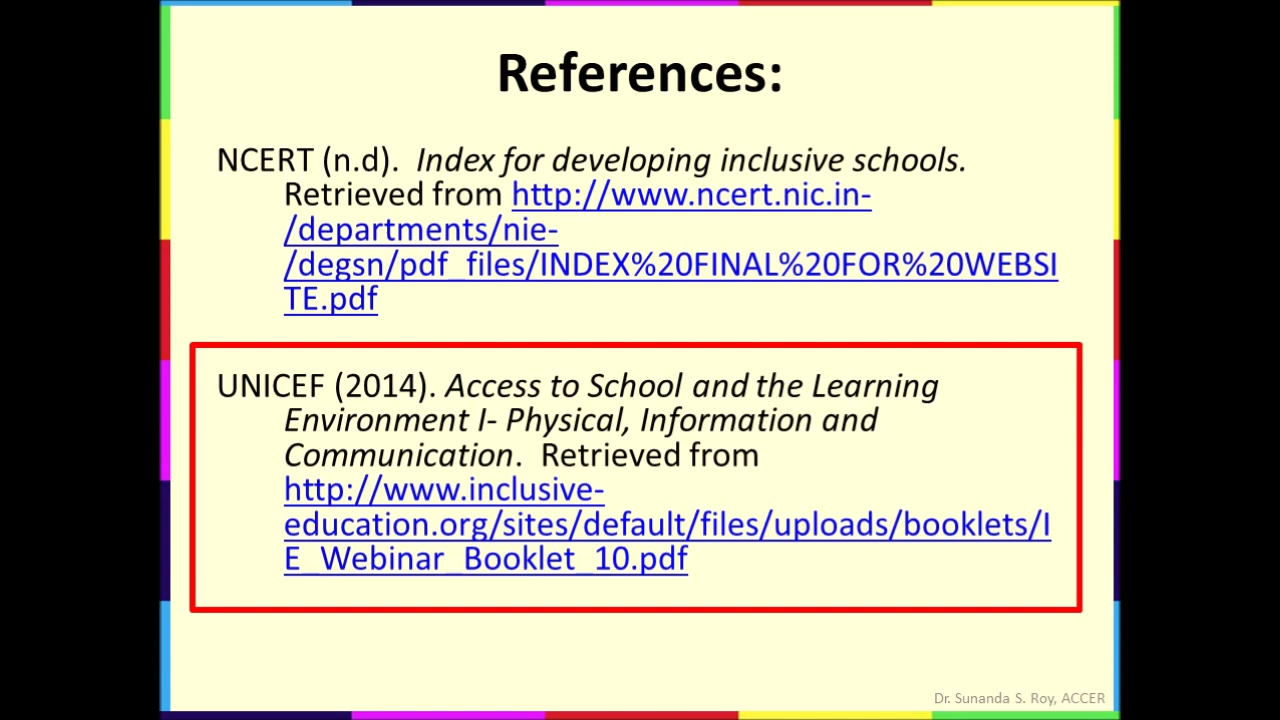 References:
NCERT (n.d).  Index for developing inclusive schools.
Retrieved from http://www.ncert.nic.in-
/departments/nie-
/degsn/pdf_files/INDEX%20FINAL%20FOR%20WEBSI
TE.pdf
UNICEF (2014). Access to School and the Learning
Environment I- Physical, Information and
Communication.  Retrieved from
http://www.inclusive-
education.org/sites/default/files/uploads/booklets/I
E_Webinar_Booklet_10.pdf
Dr. Sunanda S. Roy, ACCER